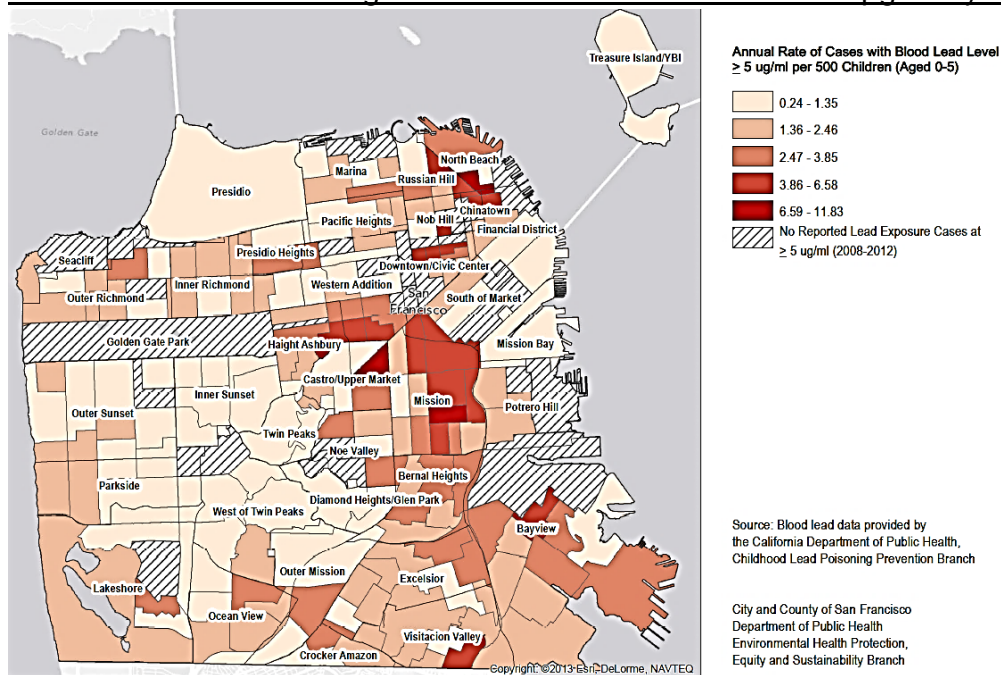 Treasure Island/YBI
Golden Gate
North Beach
Marina
Russian Hill
Presidio
Chinatown
Pacific Heights
Nob Hill
Financial District
Seacliff
Presidio Heights
Downtown/Civic Center
Inner Richmond
Western Addition
Outer Richmond
San
Francisco
South of Market
Golden Gate Park
Haight Ashbury
Mission Bay
Castro/Upper Market
Inner Sunset
Mission
Outer Sunset
Potrero Hill
Twin Peaks
Noe Valley
Bernal Heights
Parkside
Diamond Heights/Glen Park
West of Twin Peaks
Bayview
Outer Mission
Excelsior
Lakeshore
Ocean View
Visitacion Valley
Crocker Amazon
Copyright: ©2013 Esri, DeLorme, NAVTEQ
Annual Rate of Cases with Blood Lead Level
≥ 5 ug/ml per 500 Children (Aged 0-5)
0.24 - 1.35
1.36 - 2.46
2.47 - 3.85
3.86 - 6.58
6.59 - 11.83
No Reported Lead Exposure Cases at
≥ 5 ug/ml (2008-2012)
Source: Blood lead data provided by
the California Department of Public Health,
Childhood Lead Poisoning Prevention Branch
City and County of San Francisco
Department of Public Health
Environmental Health Protection,
Equity and Sustainability Branch